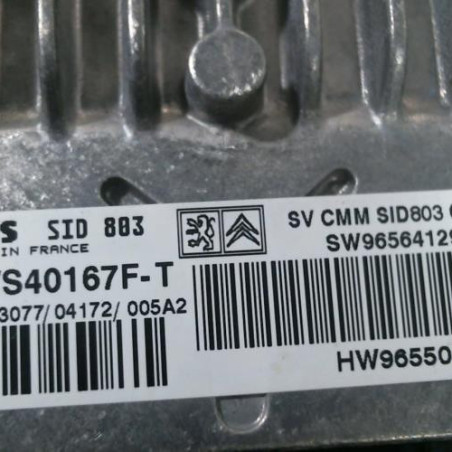 SID 803
IN FRANCE
S40167F-T
3077/04172/005A2
SV CMM SID803
SW96564129
HW96550